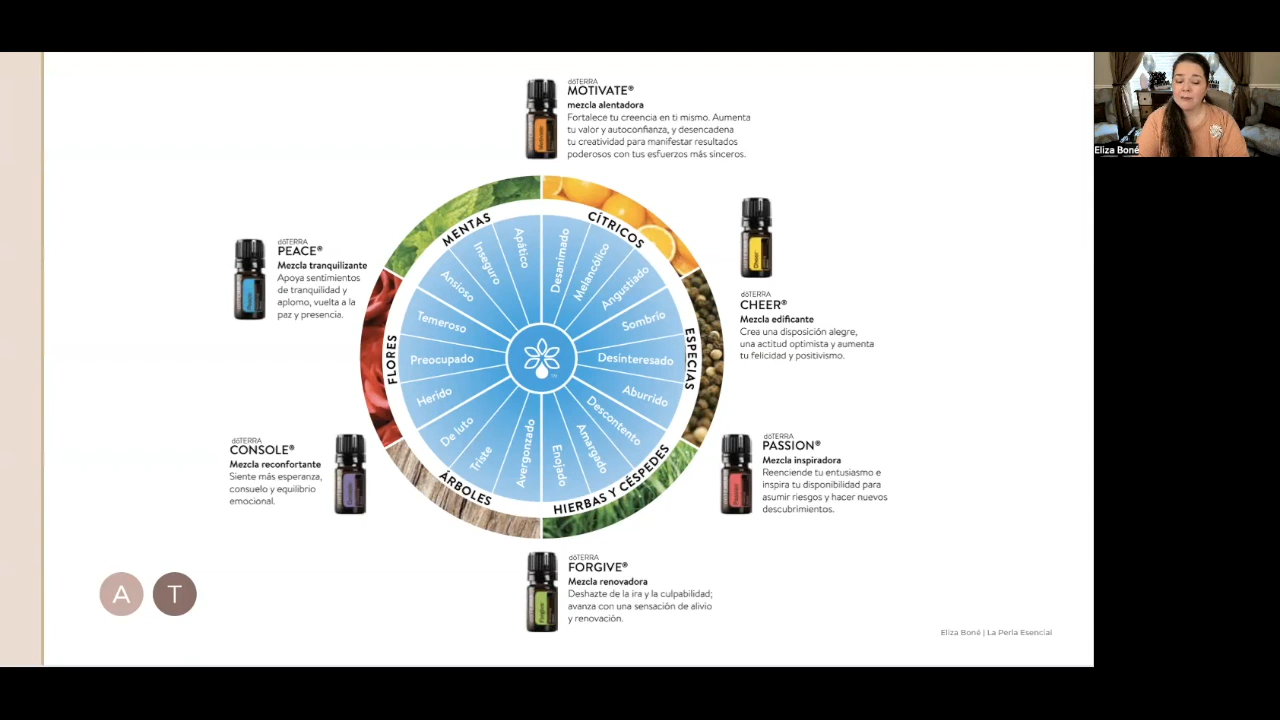 dōTERRA
MOTIVATE®
mezcla alentadora
Fortalece tu creencia en ti mismo. Aumenta
tu valor y autoconfianza, y desencadena
tu creatividad para manifestar resultados
poderosos con tus esfuerzos más sinceros.
dōTERRA
PEACE®
Mezcla tranquilizante
Apoya sentimientos
de tranquilidad y
aplomo, vuelta a la
paz y presencia.
dōTERRA
CHEER®
Mezcla edificante
Crea una disposición alegre,
una actitud optimista y aumenta
tu felicidad y positivismo.
MENTAS
CÍTRICOS
ESPECIAS
HIERBAS Y CÉSPEDES
ÁRBOLES
FLORES
Desanimado
Melancólico
Angustiado
Sombrío
Desinteresado
Aburrido
Descontento
Amargado
Enojado
Avergonzado
Triste
De luto
Herido
Preocupado
Temeroso
Ansioso
Inseguro
Apático
dōTERRA
CONSOLE®
Mezcla reconfortante
Siente más esperanza,
consuelo y equilibrio
emocional.
dōTERRA
PASSION®
Mezcla inspiradora
Reenciende tu entusiasmo e
inspira tu disponibilidad para
asumir riesgos y hacer nuevos
descubrimientos.
dōTERRA
FORGIVE®
Mezcla renovadora
Deshazte de la ira y la culpabilidad;
avanza con una sensación de alivio
y renovación.
A T
Eliza Boné | La Perla Esencial
Eliza Boné